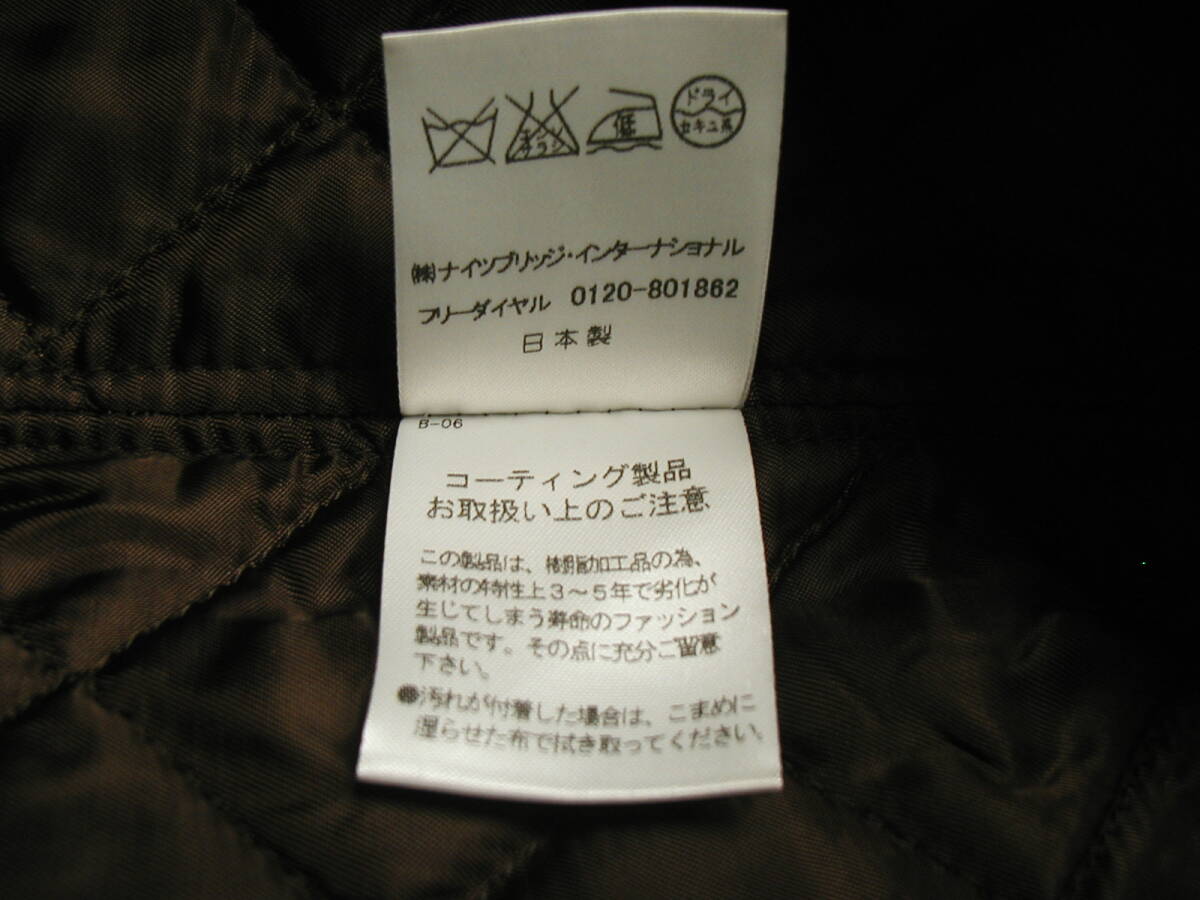 エンソ
サラシ
低
ドライ
セキユ系
㈱ナイツブリッジ・インターナショナル
フリーダイヤル 0120-801862
日本製
B-06
コーティング製品
お取扱い上のご注意
この製品は、樹脂加工品の為、
素材の特性上3～5年で劣化が
生じてしまう寿命のファッション
製品です。その点に充分ご留意
下さい。
●汚れが付着した場合は、こまめに
湿らせた布で拭き取ってください。